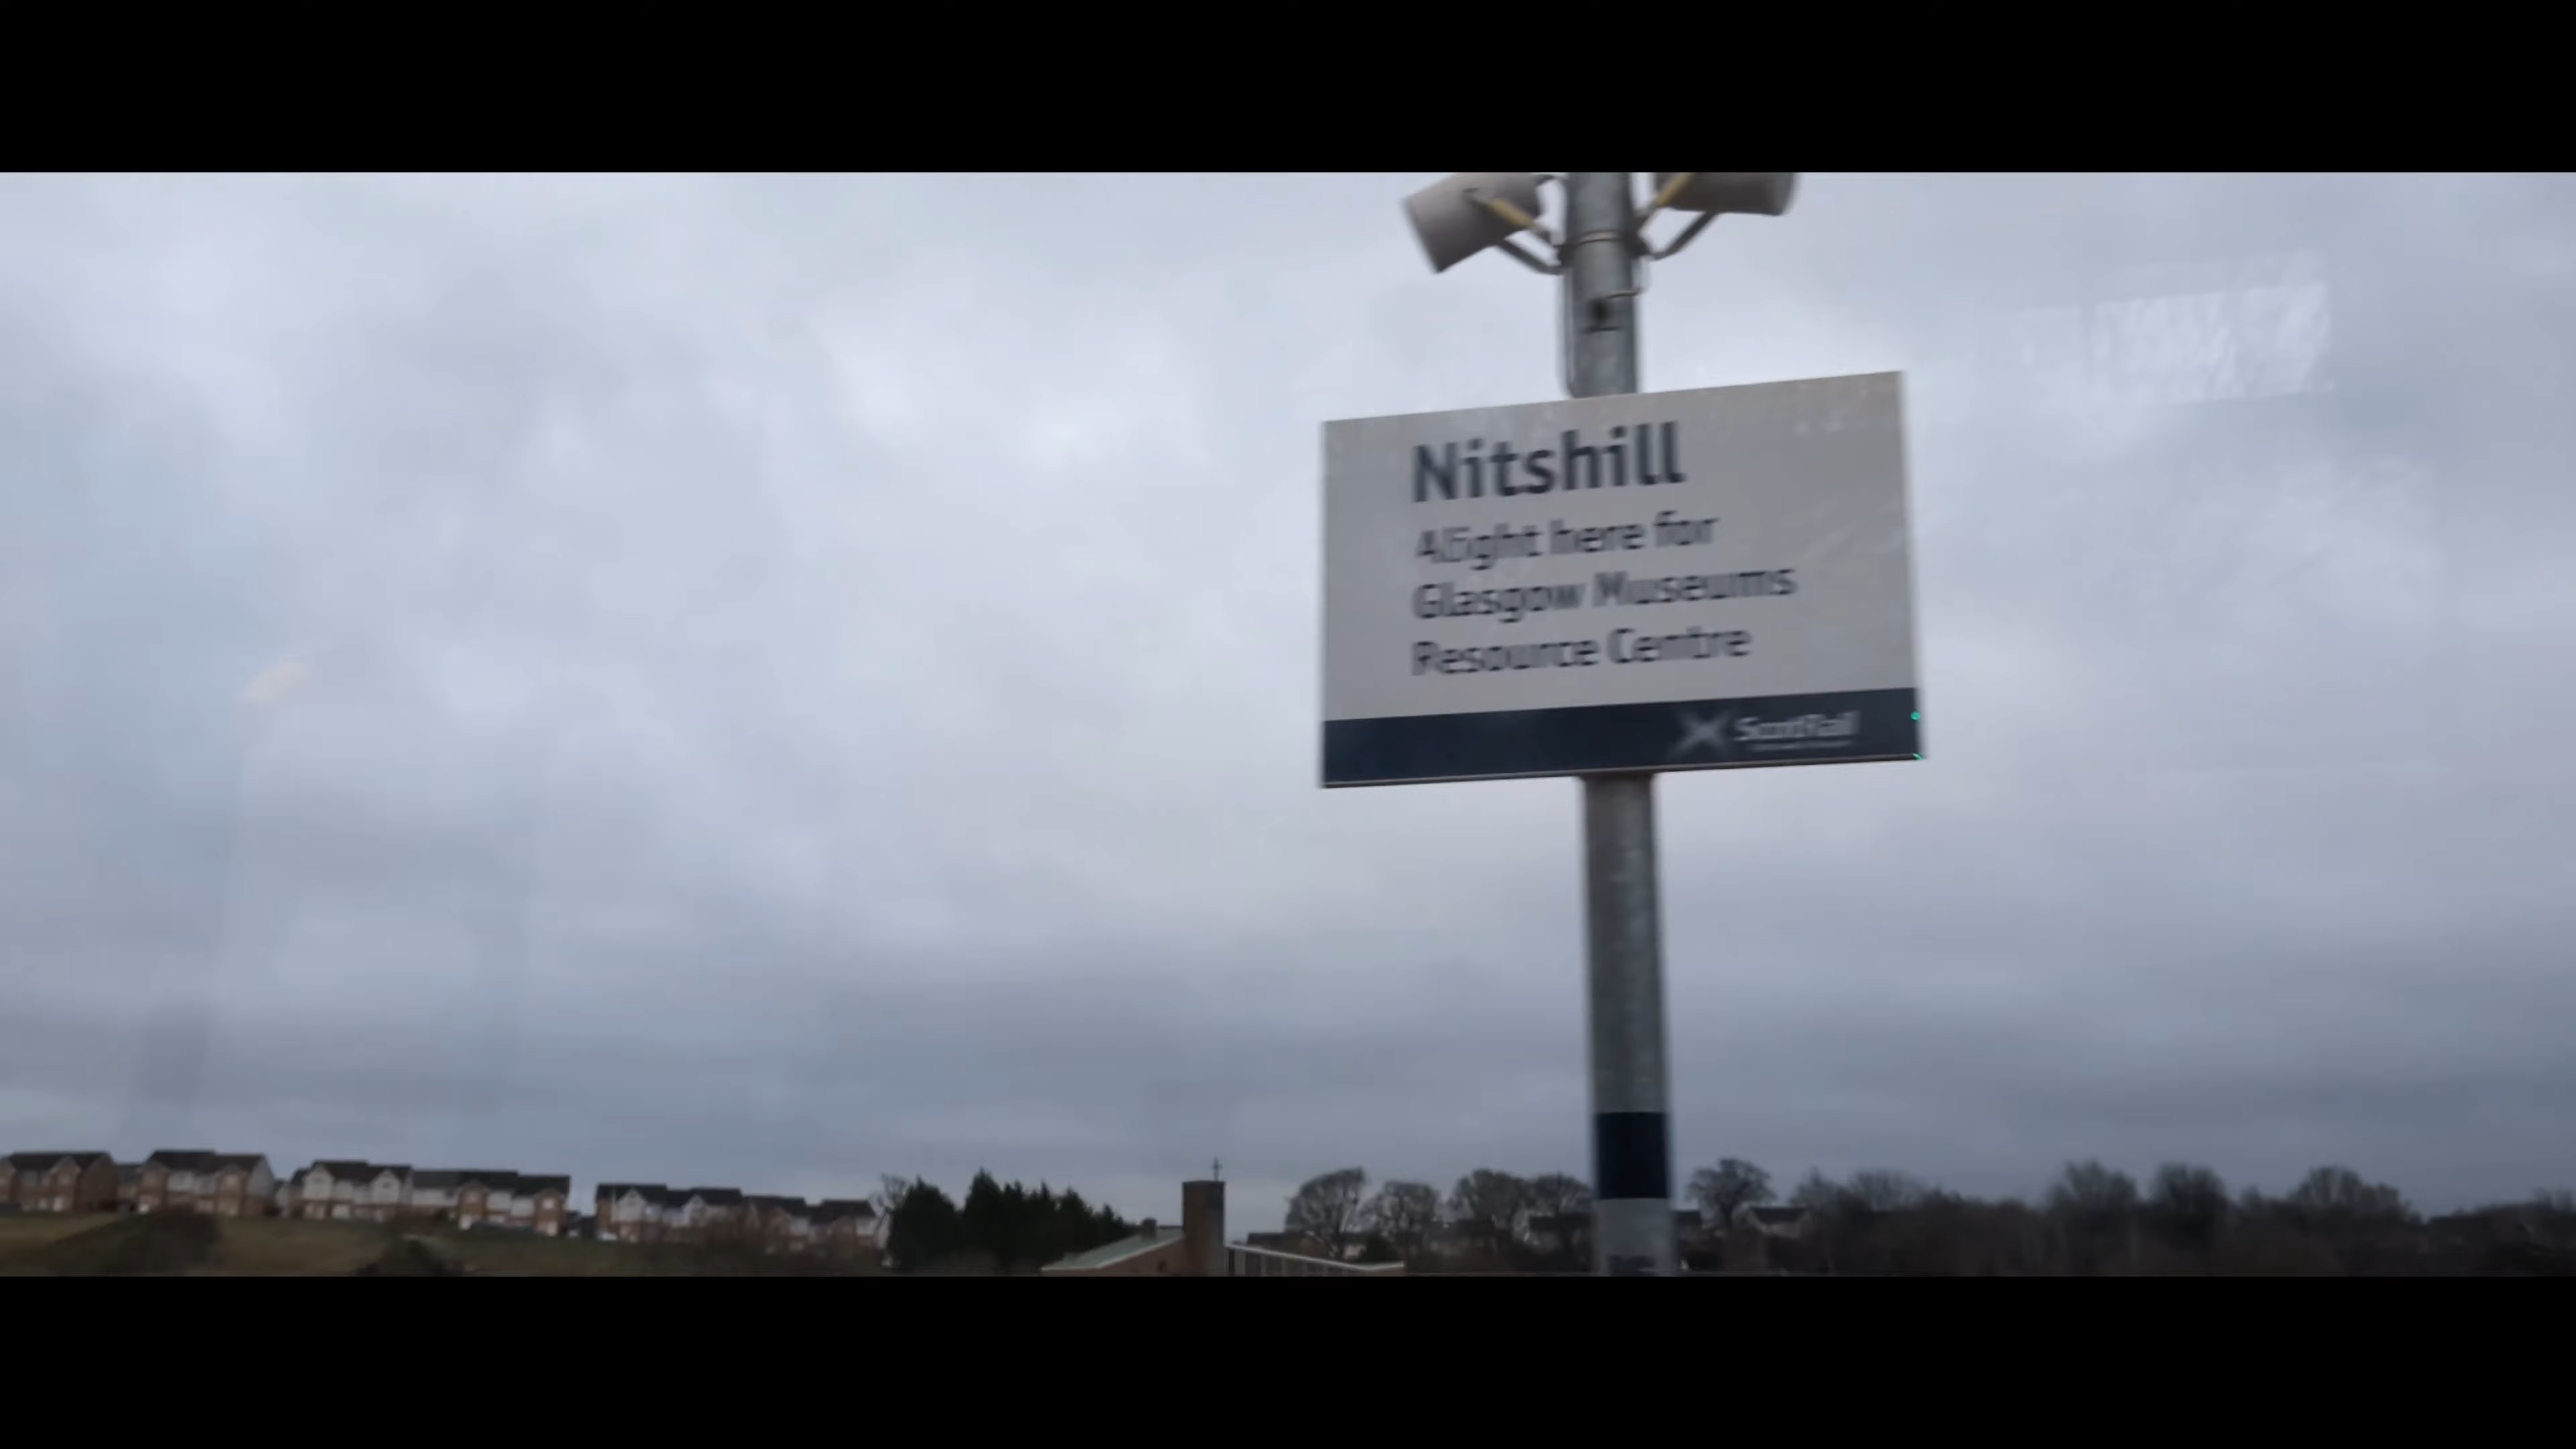 Nitshill
Alight here for
Glasgow Museums
Resource Centre
ScotRail